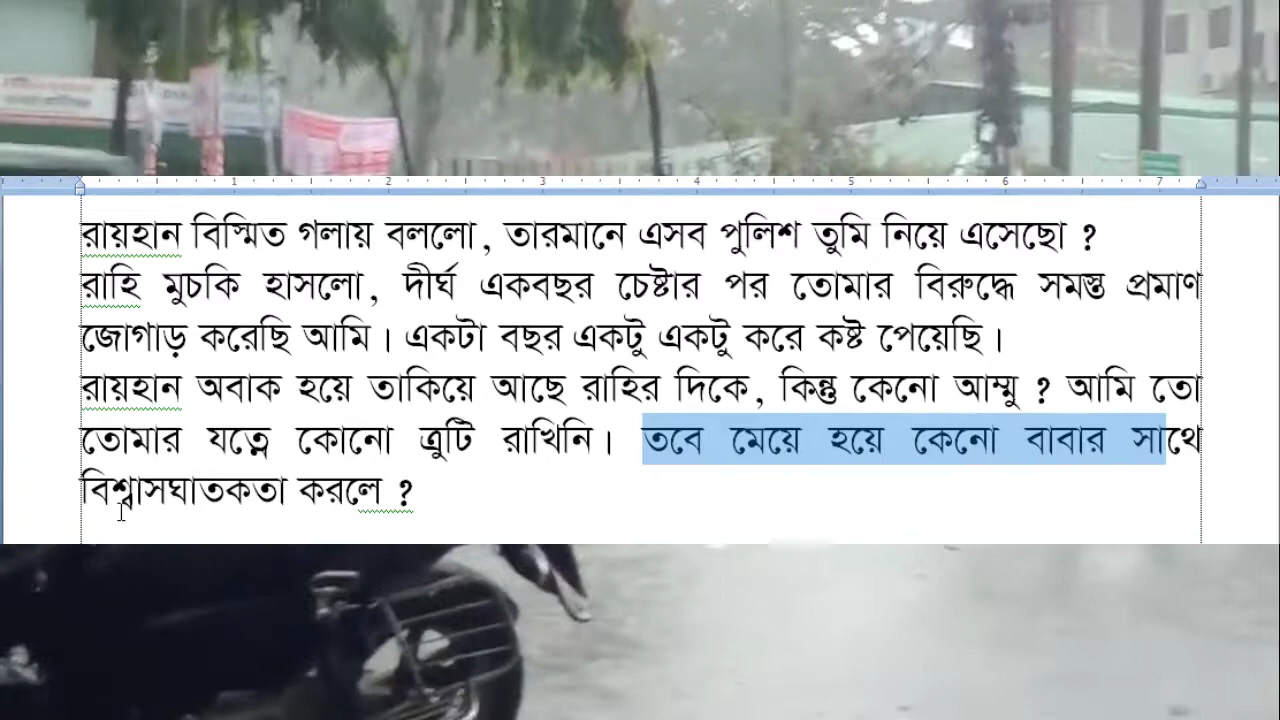 রায়হান বিস্মিত গলায় বললো, তারমানে এসব পুলিশ তুমি নিয়ে এসেছো ?
রাহি মুচকি হাসলো, দীর্ঘ একবছর চেষ্টার পর তোমার বিরুদ্ধে সমস্ত প্রমাণ
জোগাড় করেছি আমি। একটা বছর একটু একটু করে কষ্ট পেয়েছি।
রায়হান অবাক হয়ে তাকিয়ে আছে রাহির দিকে, কিন্তু কেনো আম্মু ? আমি তো
তোমার যত্নে কোনো ত্রুটি রাখিনি। তবে মেয়ে হয়ে কেনো বাবার সাথে
বিশ্বাসঘাতকতা করলে ?